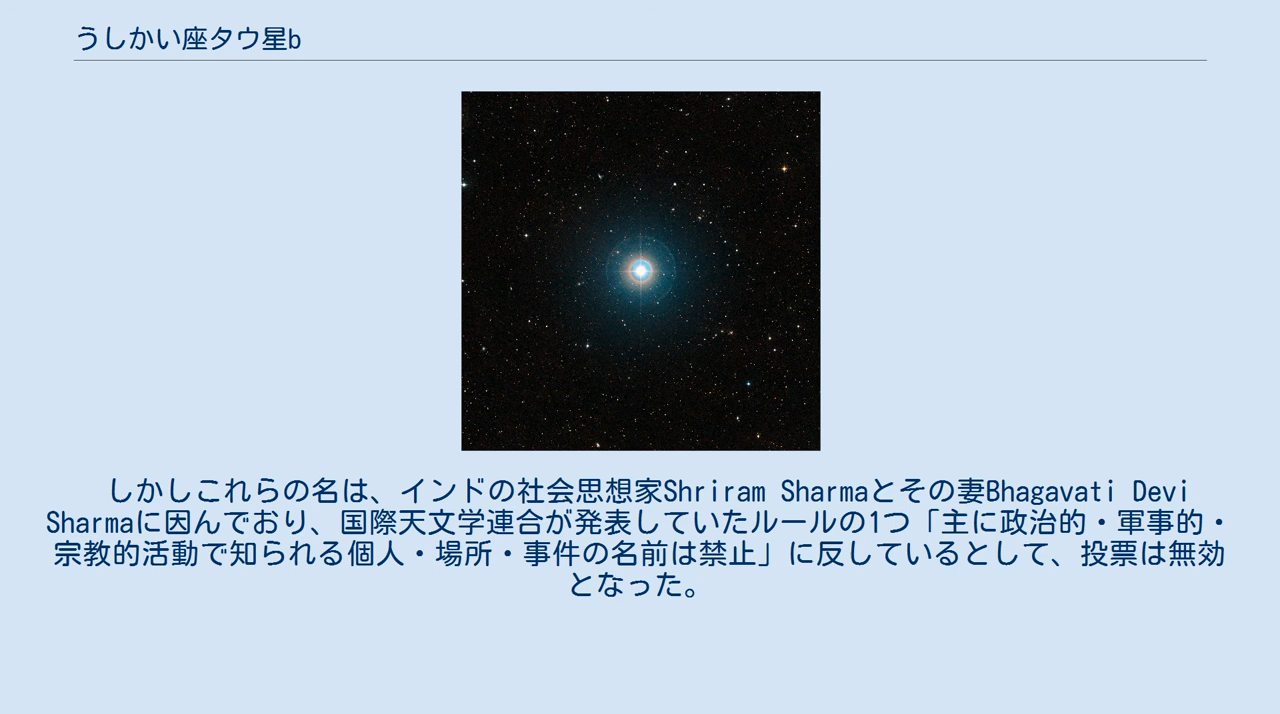 うしかい座タウ星b
しかしこれらの名は、インドの社会思想家Shriram Sharmaとその妻Bhagavati Devi
Sharmaに因んでおり、国際天文学連合が発表していたルールの1つ「主に政治的・軍事的・
宗教的活動で知られる個人・場所・事件の名前は禁止」に反しているとして、投票は無効
となった。